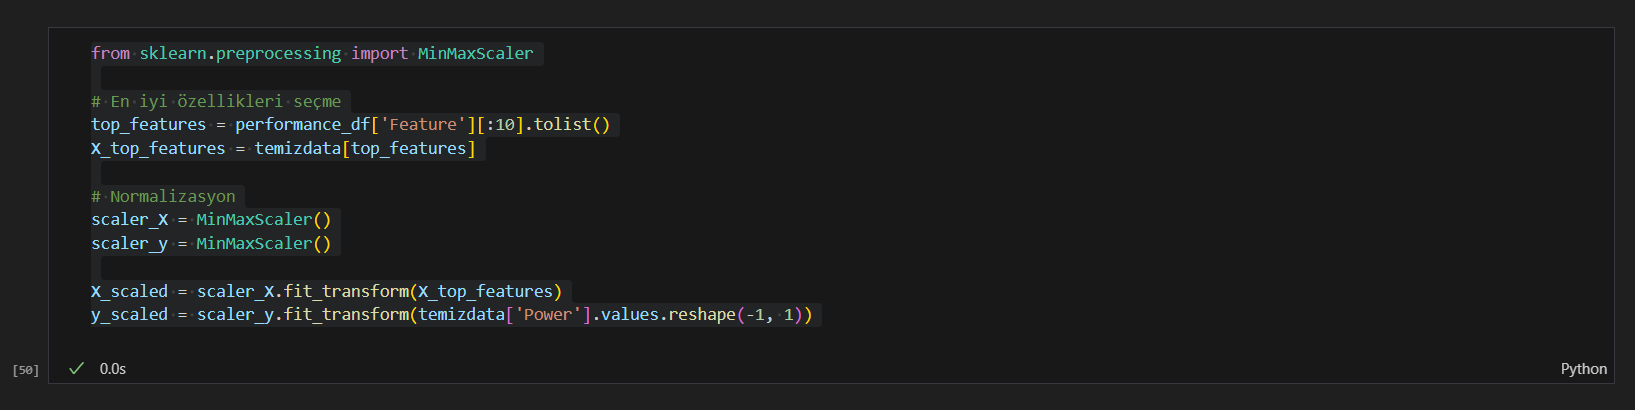 from sklearn.preprocessing import MinMaxScaler
# En iyi özellikleri seçme
top_features = performance_df['Feature'][:10].tolist()
X_top_features = temizdata[top_features]
# Normalizasyon
scaler_X = MinMaxScaler()
scaler_y = MinMaxScaler()
X_scaled = scaler_X.fit_transform(X_top_features)
y_scaled = scaler_y.fit_transform(temizdata['Power'].values.reshape(-1, 1))
[50] ✓ 0.0s Python